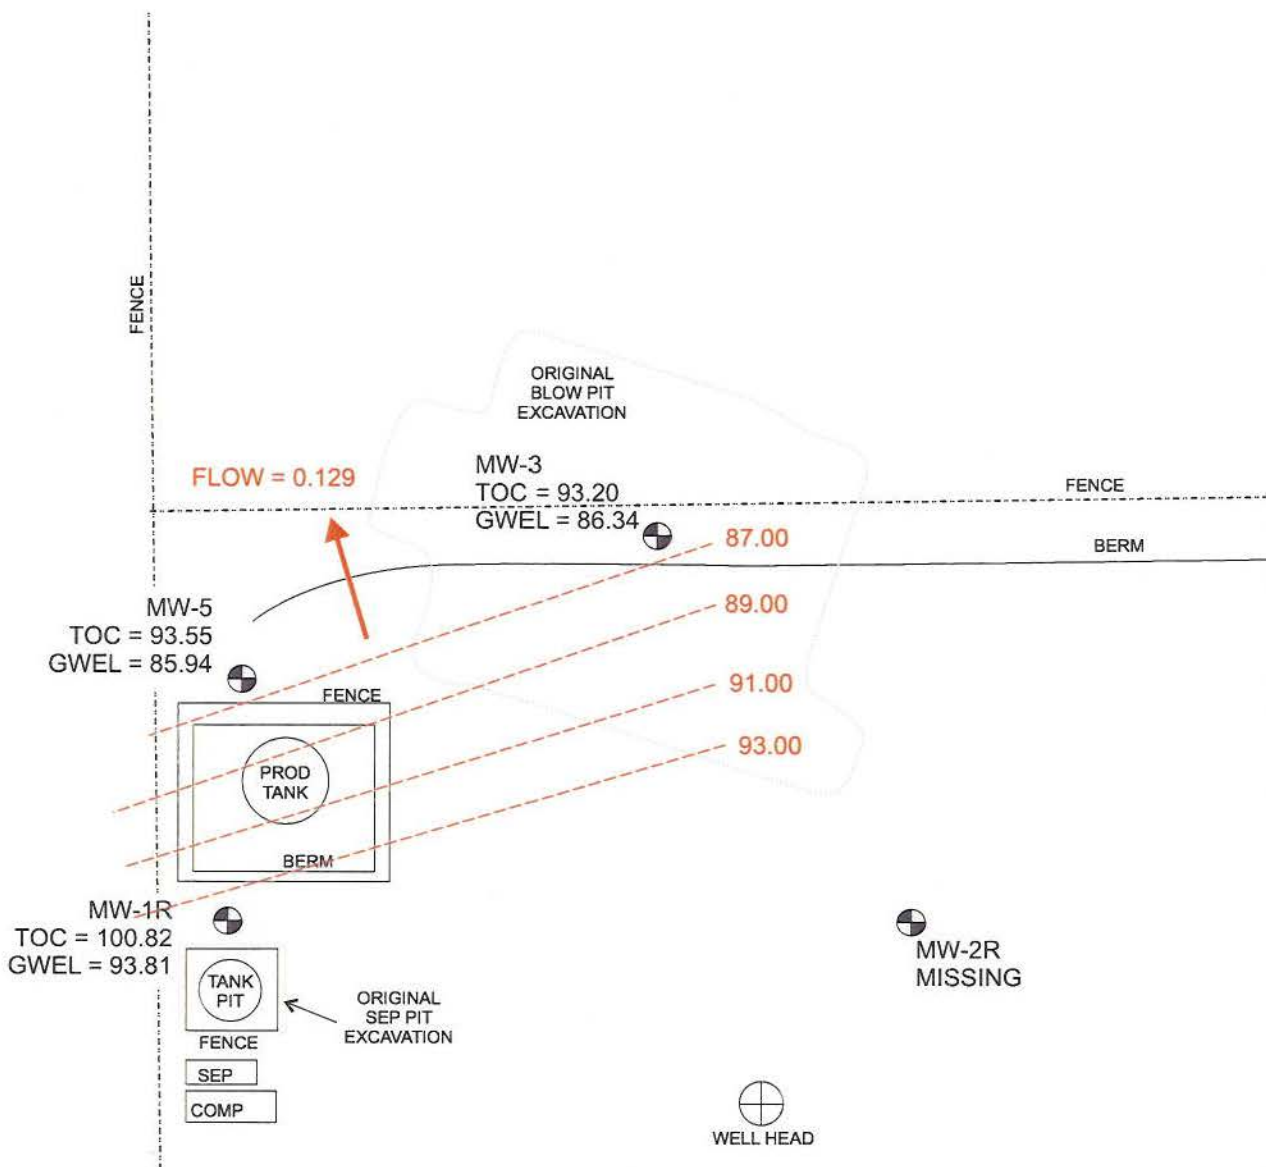 FENCE
ORIGINAL
BLOW PIT
EXCAVATION
FLOW = 0.129
MW-3
TOC = 93.20
GWEL = 86.34
FENCE
87.00
BERM
89.00
MW-5
TOC = 93.55
GWEL = 85.94
91.00
FENCE
93.00
PROD
TANK
BERM
MW-1R
TOC = 100.82
GWEL = 93.81
MW-2R
MISSING
TANK
PIT
ORIGINAL
SEP PIT
EXCAVATION
FENCE
SEP
COMP
WELL HEAD